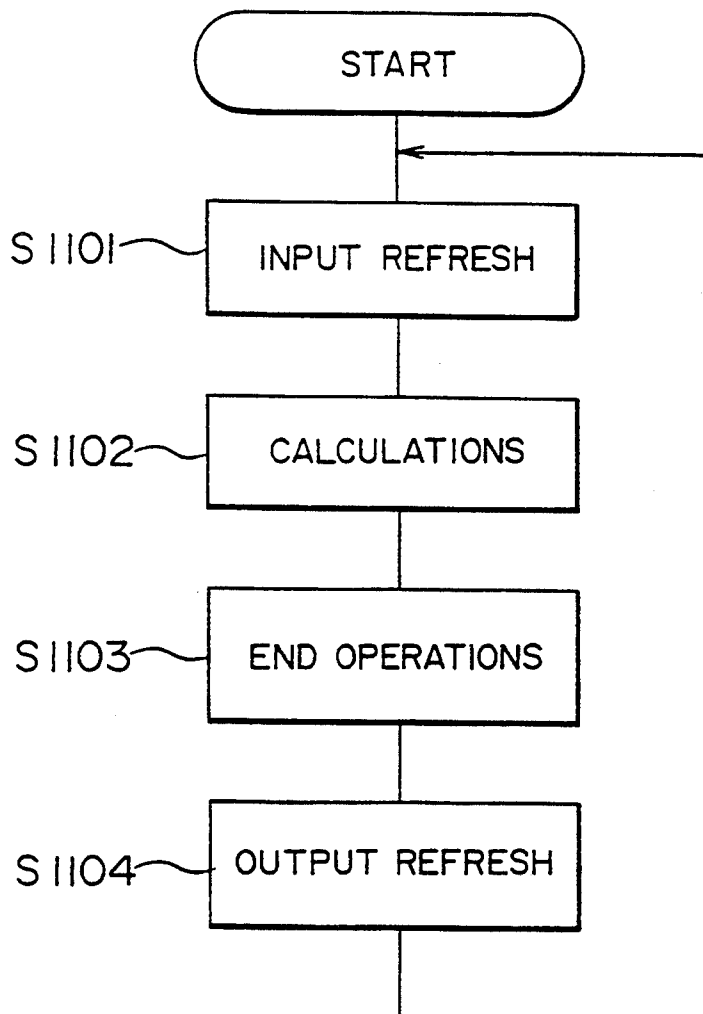 START
S1101
INPUT REFRESH
S1102
CALCULATIONS
S1103
END OPERATIONS
S1104
OUTPUT REFRESH